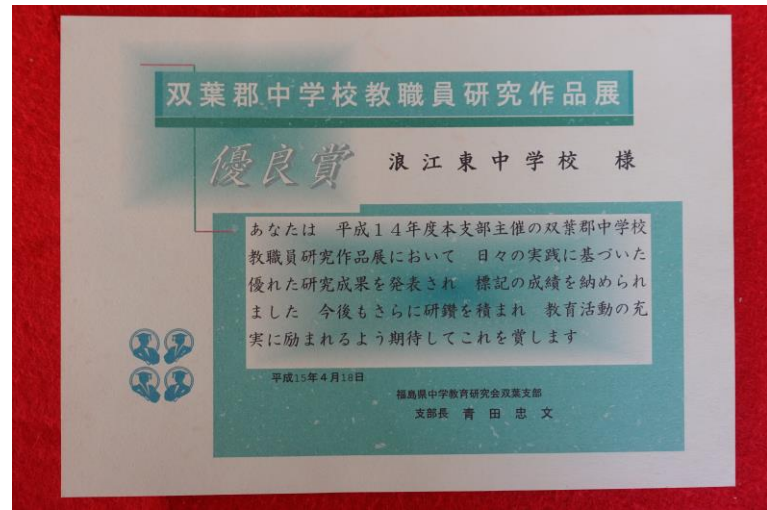 双葉郡中学校教職員研究作品展
優良賞 浪江東中学校 様
あなたは 平成14年度本支部主催の双葉郡中学校
教職員研究作品展において 日々の実践に基づいた
優れた研究成果を発表され 標記の成績を納められ
ました 今後もさらに研鑽を積まれ 教育活動の充
実に励まれるよう期待してこれを賞します
平成15年4月18日
福島県中学教育研究会双葉支部
支部長 青田忠文